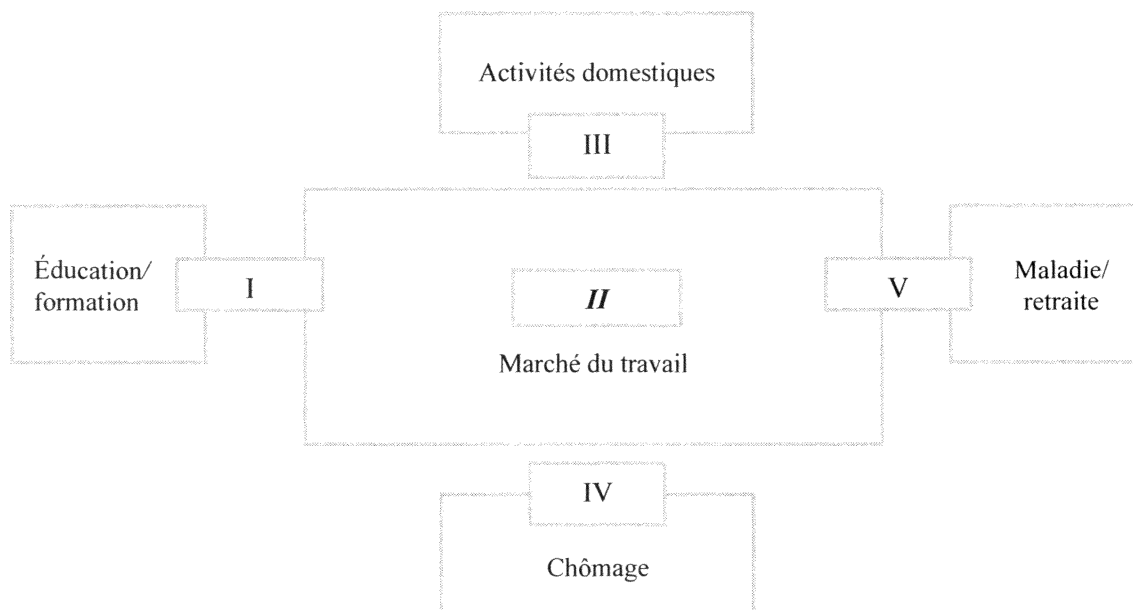 Activités domestiques
III
Éducation/
formation
I
II
Marché du travail
V
Maladie/
retraite
IV
Chômage